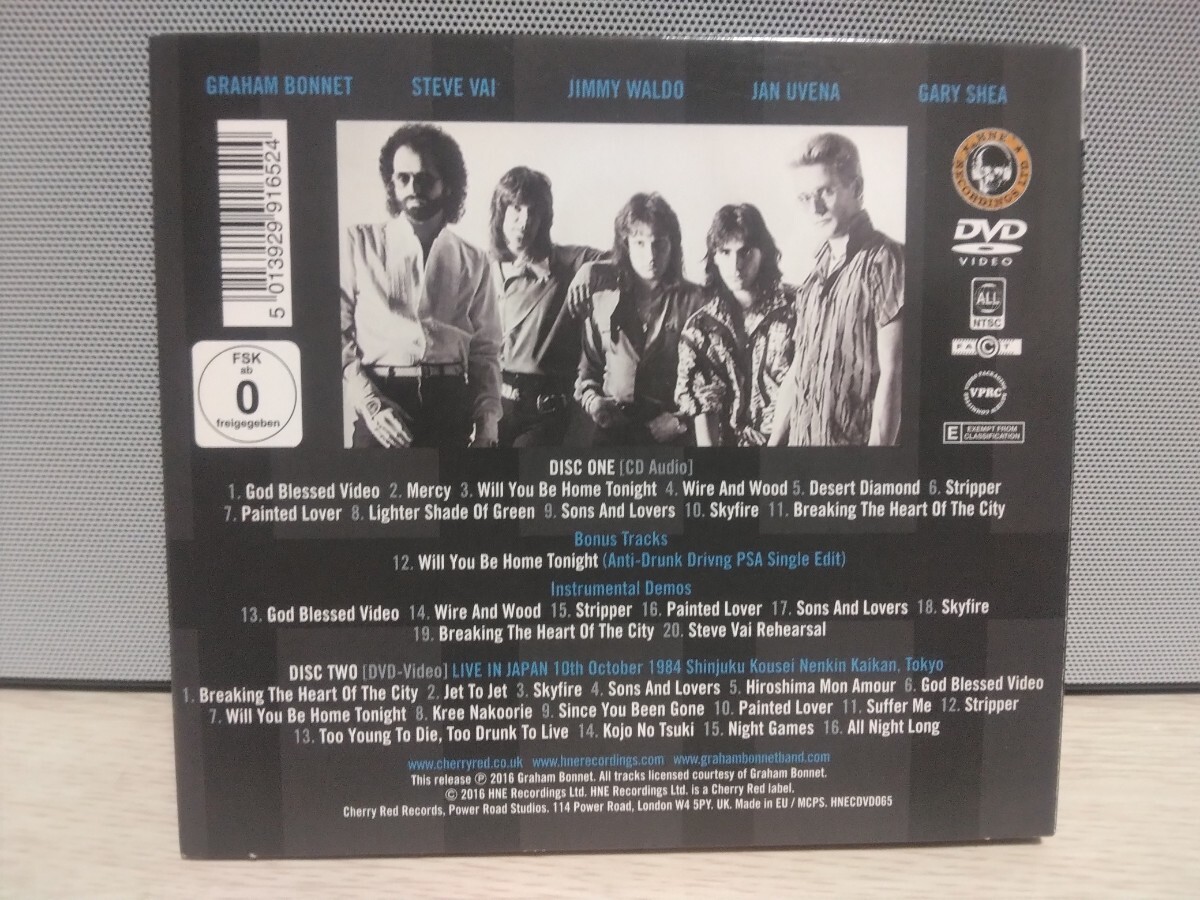 GRAHAM BONNET STEVE VAI JIMMY WALDO JAN UVENA GARY SHEA
5 013929 916524
HNE RECORDINGS LTD
DVD
VIDEO
ALL
NTSC
FACT
VPRC
E EXEMPT FROM CLASSIFICATION
FSK
ab
0
freigegeben
DISC ONE [CD Audio]
1. God Blessed Video 2. Mercy 3. Will You Be Home Tonight 4. Wire And Wood 5. Desert Diamond 6. Stripper
7. Painted Lover 8. Lighter Shade Of Green 9. Sons And Lovers 10. Skyfire 11. Breaking The Heart Of The City
Bonus Tracks
12. Will You Be Home Tonight (Anti-Drunk Drivng PSA Single Edit)
Instrumental Demos
13. God Blessed Video 14. Wire And Wood 15. Stripper 16. Painted Lover 17. Sons And Lovers 18. Skyfire
19. Breaking The Heart Of The City 20. Steve Vai Rehearsal
DISC TWO [DVD-Video] LIVE IN JAPAN 10th October 1984 Shinjuku Kousei Nenkin Kaikan, Tokyo
1. Breaking The Heart Of The City 2. Jet To Jet 3. Skyfire 4. Sons And Lovers 5. Hiroshima Mon Amour 6. God Blessed Video
7. Will You Be Home Tonight 8. Kree Nakoorie 9. Since You Been Gone 10. Painted Lover 11. Suffer Me 12. Stripper
13. Too Young To Die, Too Drunk To Live 14. Kojo No Tsuki 15. Night Games 16. All Night Long
www.cherryred.co.uk www.hnerecordings.com www.grahambonnetband.com
This release ℗ 2016 Graham Bonnet. All tracks licensed courtesy of Graham Bonnet.
© 2016 HNE Recordings Ltd. HNE Recordings Ltd. is a Cherry Red label.
Cherry Red Records, Power Road Studios. 114 Power Road, London W4 5PY. UK. Made in EU / MCPS. HNECDVD065